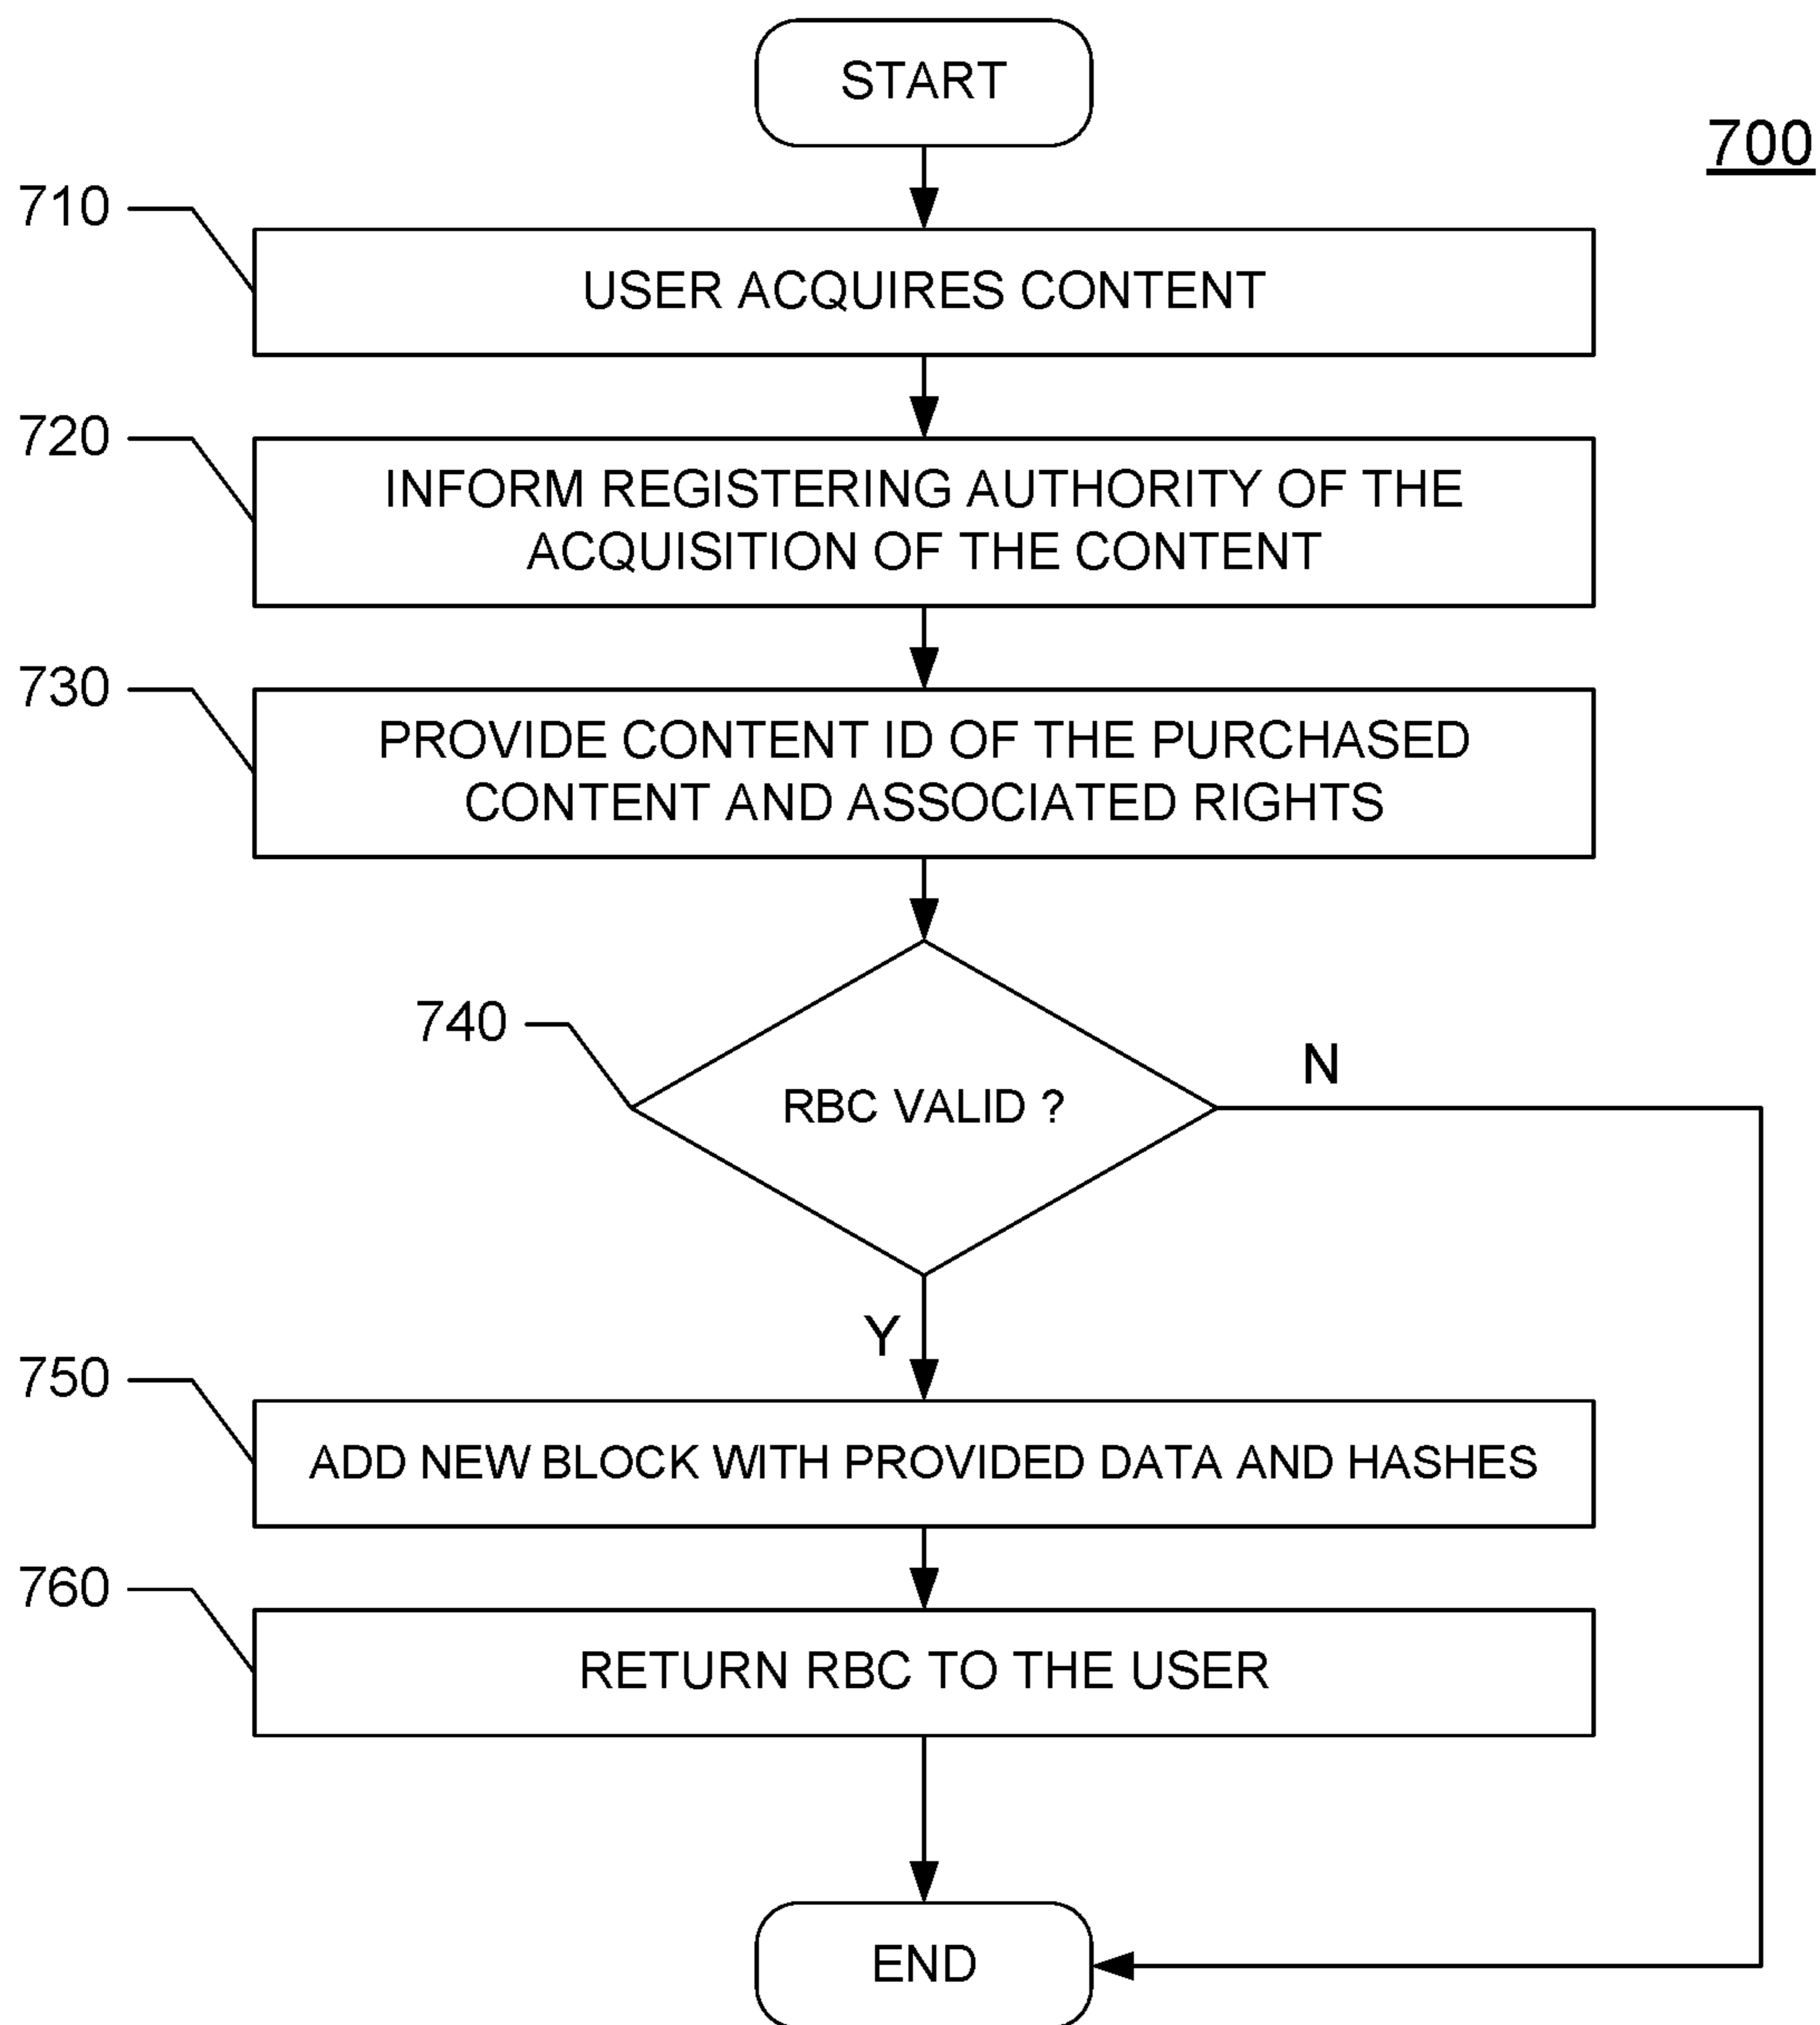 START
700
710
USER ACQUIRES CONTENT
720
INFORM REGISTERING AUTHORITY OF THE
ACQUISITION OF THE CONTENT
730
PROVIDE CONTENT ID OF THE PURCHASED
CONTENT AND ASSOCIATED RIGHTS
740
RBC VALID ?
N
Y
750
ADD NEW BLOCK WITH PROVIDED DATA AND HASHES
760
RETURN RBC TO THE USER
END